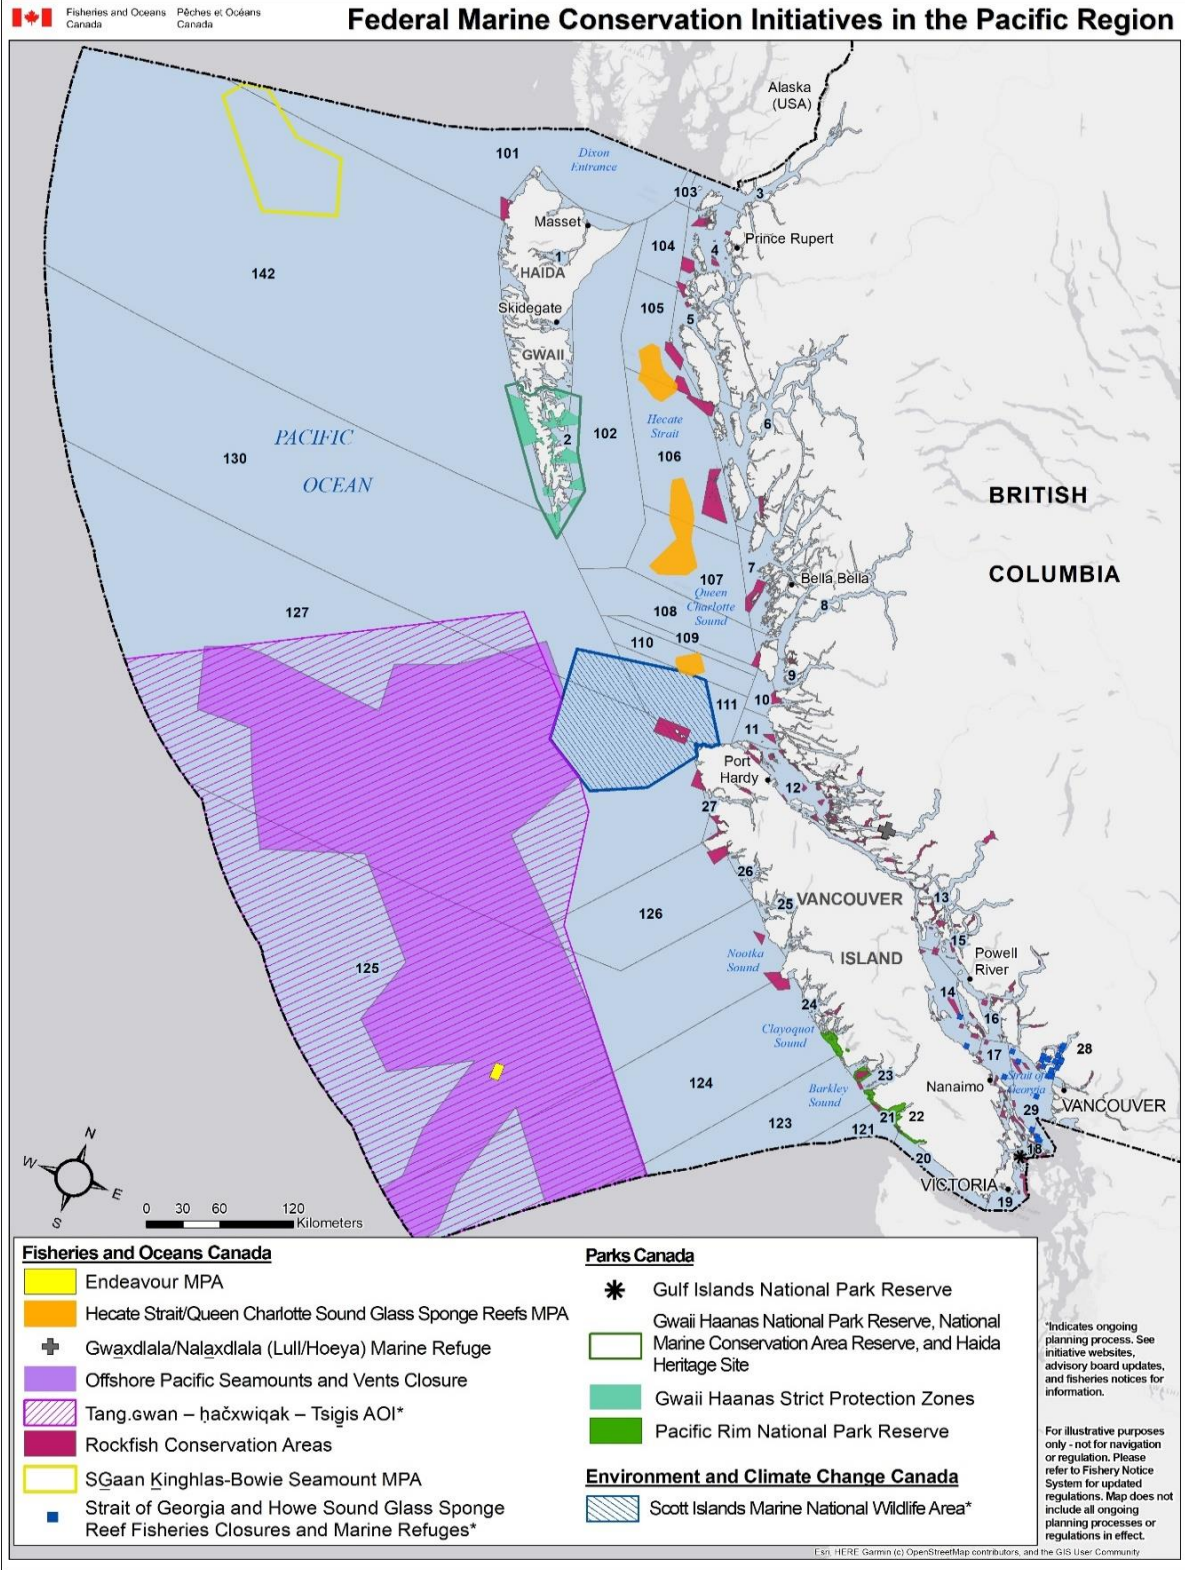 Fisheries and Oceans Pêches et Océans
Canada Canada
Federal Marine Conservation Initiatives in the Pacific Region
Alaska
(USA)
101
Dixon
Entrance
103
3
Masset
104
4
Prince Rupert
1
142
HAIDA
105
Skidegate
5
GWAII
Hecate
Strait
6
PACIFIC
2
102
130
106
OCEAN
BRITISH
COLUMBIA
7
107
Bella Bella
Queen
Charlotte
Sound
8
127
108
109
110
9
111
10
11
Port
Hardy
12
27
26
VANCOUVER
13
25
126
15
Nootka
Sound
ISLAND
Powell
River
125
14
24
16
Clayoquot
Sound
17
28
23
Strait of
Georgia
124
Nanaimo
Barkley
Sound
29
VANCOUVER
22
21
123
121
18
20
VICTORIA
19
N
W
E
S
0 30 60 120
Kilometers
Fisheries and Oceans Canada
Endeavour MPA
Hecate Strait/Queen Charlotte Sound Glass Sponge Reefs MPA
Gwa̱xdlala/Nala̱xdlala (Lull/Hoeya) Marine Refuge
Offshore Pacific Seamounts and Vents Closure
Tang.ɢwan – ḥačxʷiqak – Tsig̱is AOI*
Rockfish Conservation Areas
SG̱aan Ḵinghlas-Bowie Seamount MPA
Strait of Georgia and Howe Sound Glass Sponge
Reef Fisheries Closures and Marine Refuges*
Parks Canada
Gulf Islands National Park Reserve
Gwaii Haanas National Park Reserve, National
Marine Conservation Area Reserve, and Haida
Heritage Site
Gwaii Haanas Strict Protection Zones
Pacific Rim National Park Reserve
Environment and Climate Change Canada
Scott Islands Marine National Wildlife Area*
*Indicates ongoing
planning process. See
initiative websites,
advisory board updates,
and fisheries notices for
information.
For illustrative purposes
only - not for navigation
or regulation. Please
refer to Fishery Notice
System for updated
regulations. Map does not
include all ongoing
planning processes or
regulations in effect.
Esri, HERE Garmin (c) OpenStreetMap contributors, and the GIS User Community